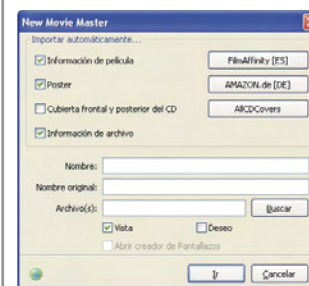 New Movie Master
Importar automáticamente...
Información de película
FilmAffinity [ES]
Poster
AMAZON.de [DE]
Cubierta frontal y posterior del CD
AllCDCovers
Información de archivo
Nombre:
Nombre original:
Archivo(s):
Buscar
Vista
Deseo
Abrir creador de Pantallazos
Ir
Cancelar